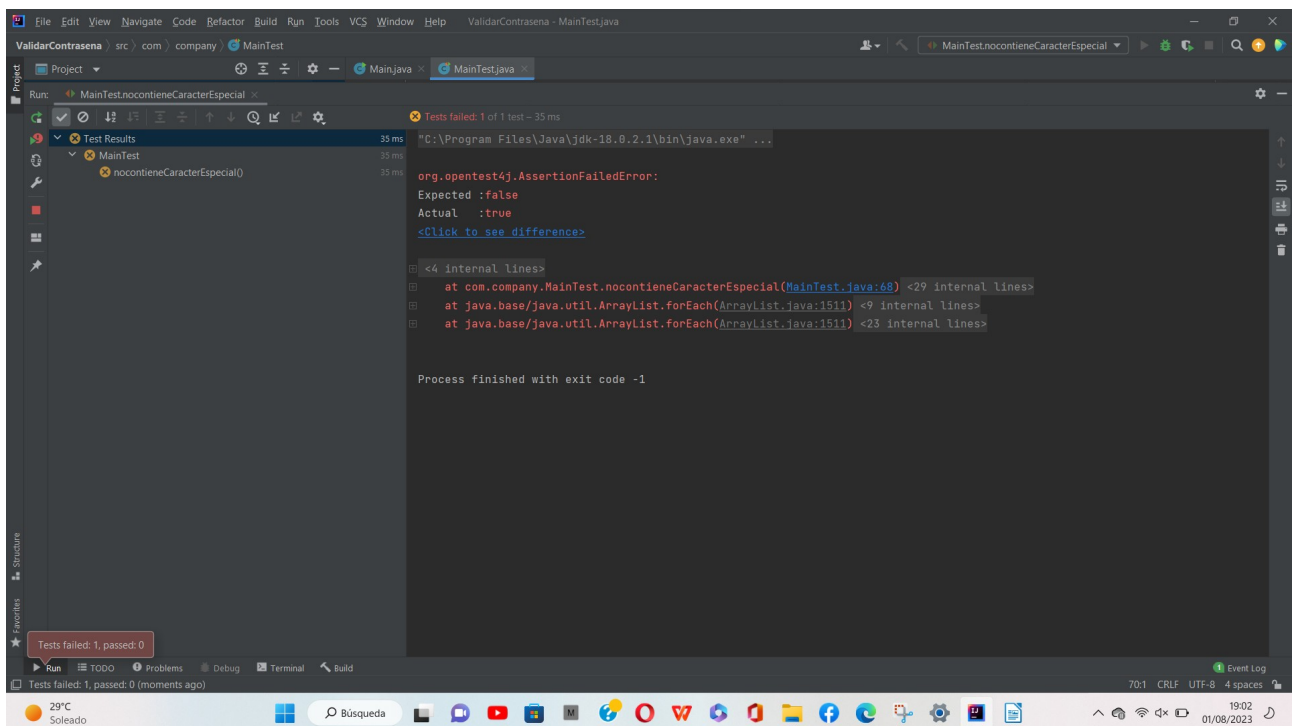 File Edit View Navigate Code Refactor Build Run Tools VCS Window Help ValidarContrasena - MainTest.java
ValidarContrasena src com company MainTest
MainTest.nocontieneCaracterEspecial
Project
Project
Main.java
MainTest.java
Run: MainTest.nocontieneCaracterEspecial
Tests failed: 1 of 1 test – 35 ms
Test Results 35 ms
MainTest 35 ms
nocontieneCaracterEspecial() 35 ms
"C:\Program Files\Java\jdk-18.0.2.1\bin\java.exe" ...
org.opentest4j.AssertionFailedError:
Expected :false
Actual :true
<Click to see difference>
<4 internal lines>
at com.company.MainTest.nocontieneCaracterEspecial(MainTest.java:68) <29 internal lines>
at java.base/java.util.ArrayList.forEach(ArrayList.java:1511) <9 internal lines>
at java.base/java.util.ArrayList.forEach(ArrayList.java:1511) <23 internal lines>
Process finished with exit code -1
Structure
Favorites
Tests failed: 1, passed: 0
Run TODO Problems Debug Terminal Build
1 Event Log
Tests failed: 1, passed: 0 (moments ago)
70:1 CRLF UTF-8 4 spaces
29°C
Soleado
Búsqueda
19:02
01/08/2023